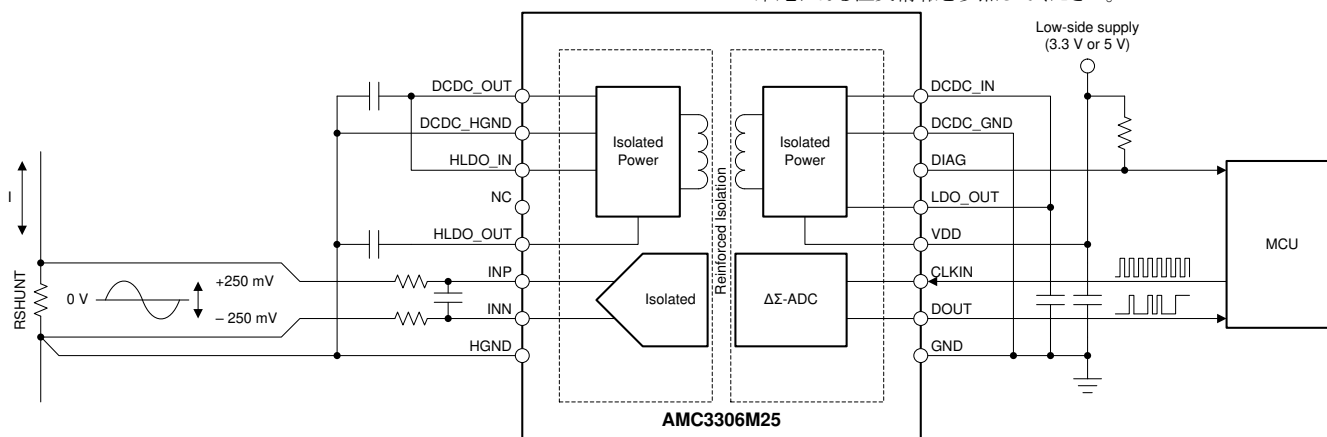 Low-side supply
(3.3 V or 5 V)
DCDC_OUT
DCDC_HGND
HLDO_IN
NC
HLDO_OUT
INP
INN
HGND
Isolated
Power
Reinforced Isolation
Isolated
Power
Isolated
ΔΣ-ADC
DCDC_IN
DCDC_GND
DIAG
LDO_OUT
VDD
CLKIN
DOUT
GND
MCU
I
RSHUNT
0 V
+250 mV
– 250 mV
AMC3306M25